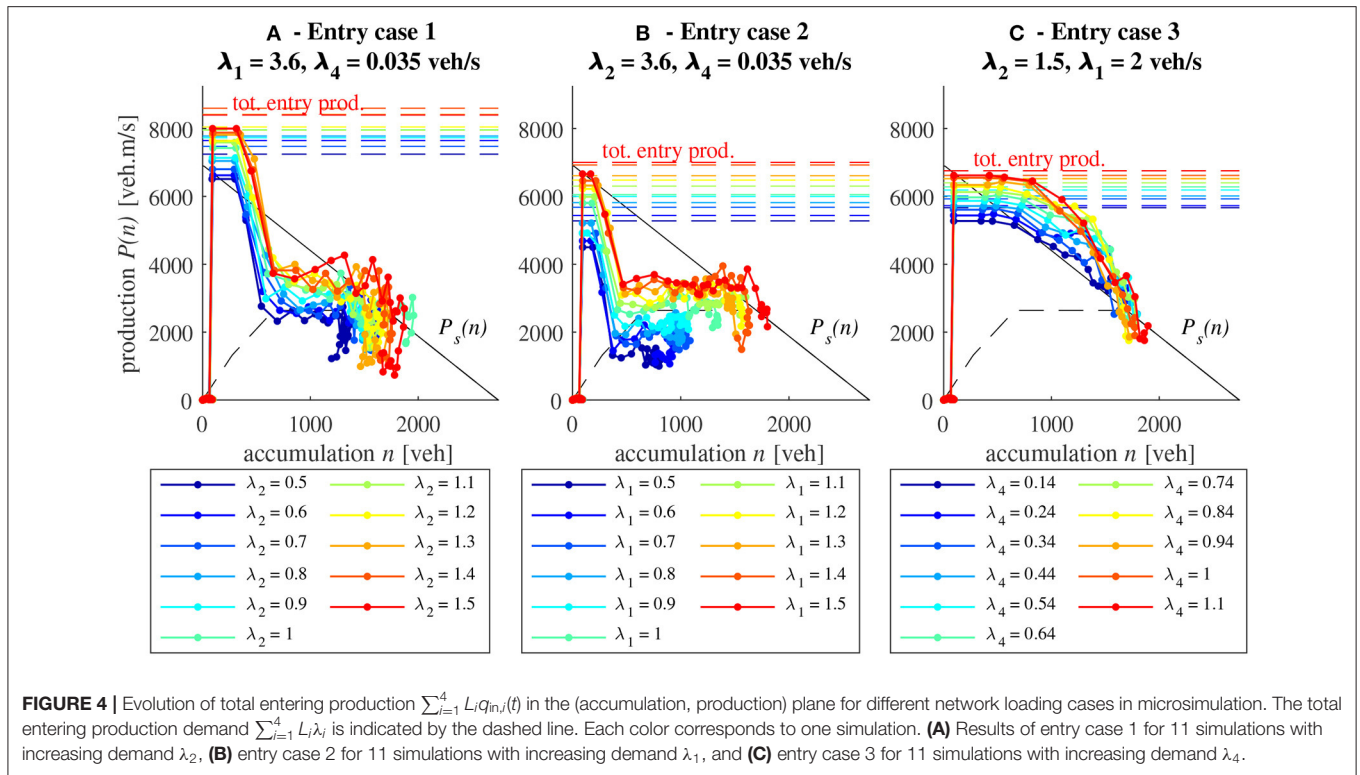 A - Entry case 1
λ1 = 3.6, λ4 = 0.035 veh/s
B - Entry case 2
λ2 = 3.6, λ4 = 0.035 veh/s
C - Entry case 3
λ2 = 1.5, λ1 = 2 veh/s
production P(n) [veh.m/s]
8000
6000
4000
2000
0
tot. entry prod.
Ps(n)
0
1000
2000
accumulation n [veh]
8000
6000
4000
2000
0
tot. entry prod.
Ps(n)
0
1000
2000
accumulation n [veh]
8000
6000
4000
2000
0
tot. entry prod.
Ps(n)
0
1000
2000
accumulation n [veh]
λ2 = 0.5
λ2 = 0.6
λ2 = 0.7
λ2 = 0.8
λ2 = 0.9
λ2 = 1
λ2 = 1.1
λ2 = 1.2
λ2 = 1.3
λ2 = 1.4
λ2 = 1.5
λ1 = 0.5
λ1 = 0.6
λ1 = 0.7
λ1 = 0.8
λ1 = 0.9
λ1 = 1
λ1 = 1.1
λ1 = 1.2
λ1 = 1.3
λ1 = 1.4
λ1 = 1.5
λ4 = 0.14
λ4 = 0.24
λ4 = 0.34
λ4 = 0.44
λ4 = 0.54
λ4 = 0.64
λ4 = 0.74
λ4 = 0.84
λ4 = 0.94
λ4 = 1
λ4 = 1.1
FIGURE 4 | Evolution of total entering production ∑4i=1 Liqin,i(t) in the (accumulation, production) plane for different network loading cases in microsimulation. The total
entering production demand ∑4i=1 Liλi is indicated by the dashed line. Each color corresponds to one simulation. (A) Results of entry case 1 for 11 simulations with
increasing demand λ2, (B) entry case 2 for 11 simulations with increasing demand λ1, and (C) entry case 3 for 11 simulations with increasing demand λ4.